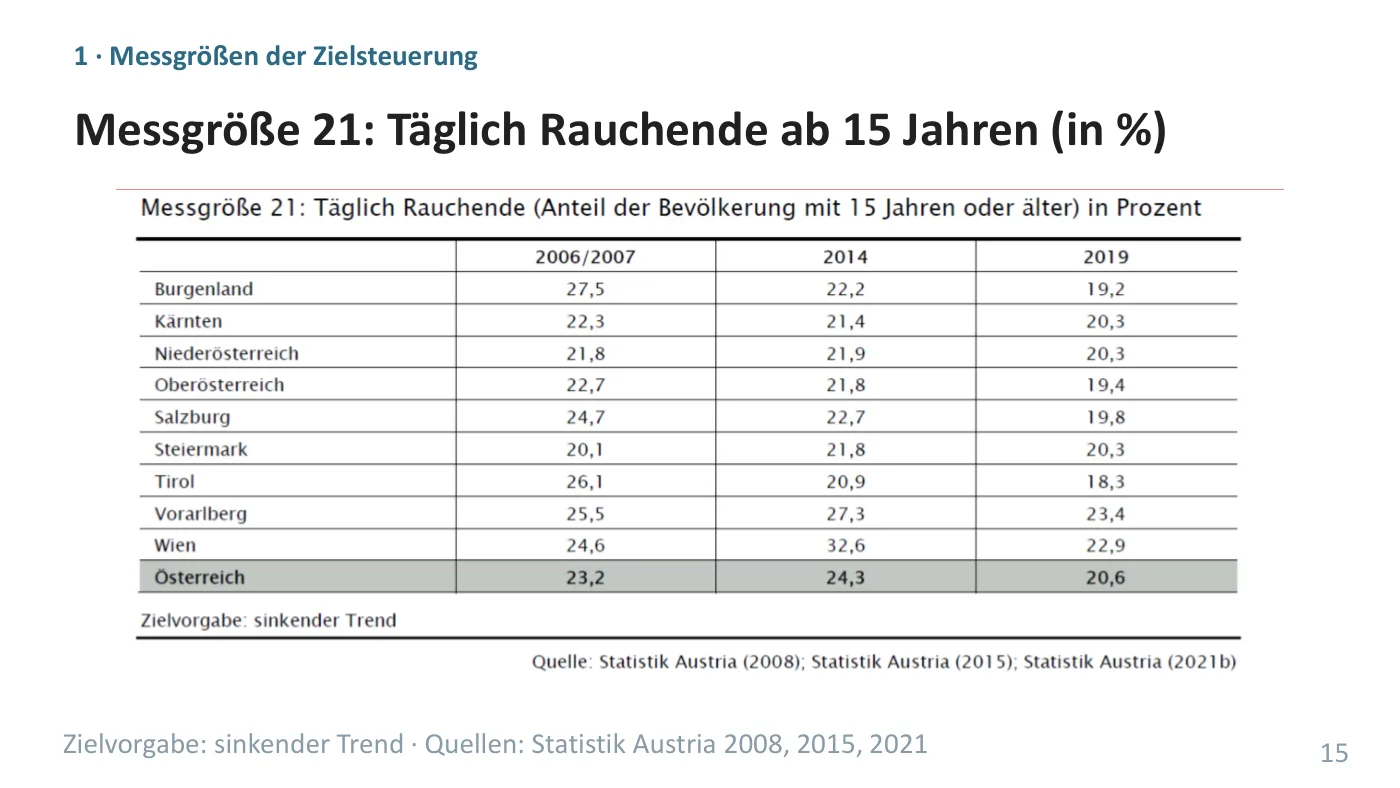 1 · Messgrößen der Zielsteuerung
Messgröße 21: Täglich Rauchende ab 15 Jahren (in %)
Messgröße 21: Täglich Rauchende (Anteil der Bevölkerung mit 15 Jahren oder älter) in Prozent
2006/2007 2014 2019
Burgenland 27,5 22,2 19,2
Kärnten 22,3 21,4 20,3
Niederösterreich 21,8 21,9 20,3
Oberösterreich 22,7 21,8 19,4
Salzburg 24,7 22,7 19,8
Steiermark 20,1 21,8 20,3
Tirol 26,1 20,9 18,3
Vorarlberg 25,5 27,3 23,4
Wien 24,6 32,6 22,9
Österreich 23,2 24,3 20,6
Zielvorgabe: sinkender Trend
Quelle: Statistik Austria (2008); Statistik Austria (2015); Statistik Austria (2021b)
Zielvorgabe: sinkender Trend · Quellen: Statistik Austria 2008, 2015, 2021
15